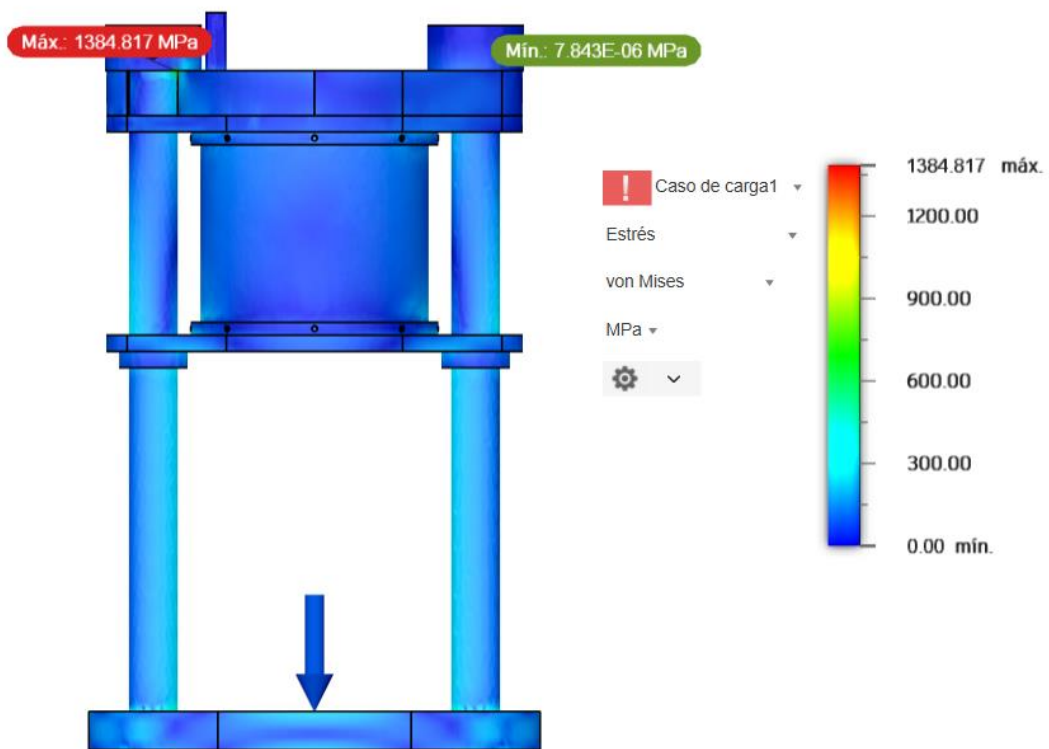 Máx.: 1384.817 MPa
Mín.: 7.843E-06 MPa
Caso de carga1
Estrés
von Mises
MPa
1384.817 máx.
1200.00
900.00
600.00
300.00
0.00 mín.